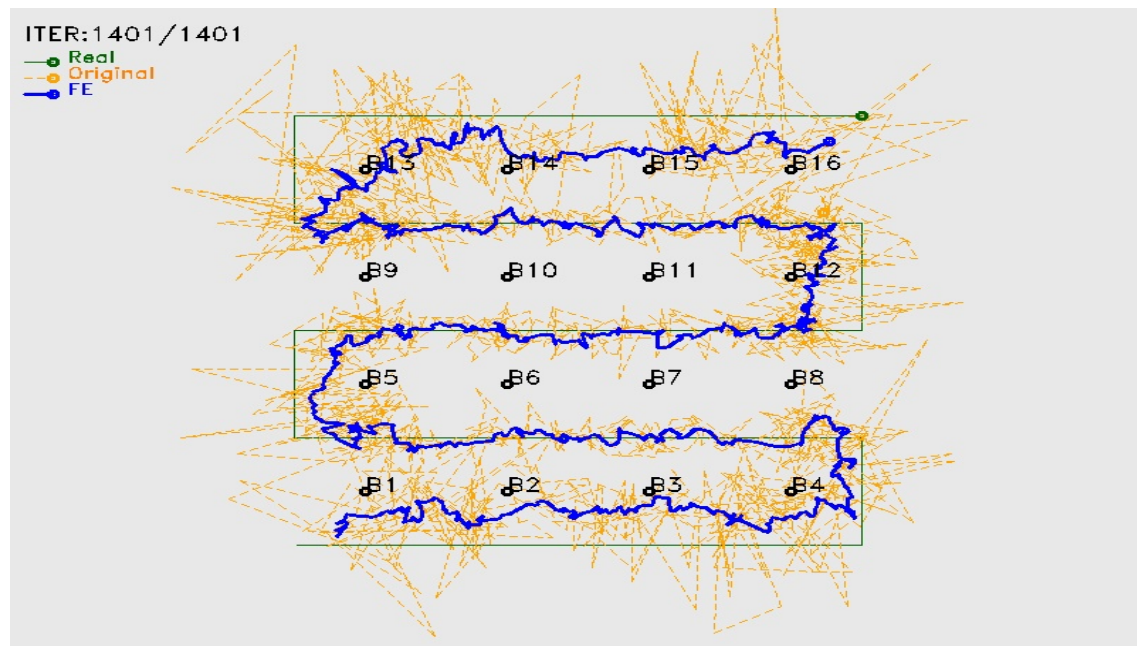 ITER:1401/1401
Real
Original
FE
B13 B14 B15 B16
B9 B10 B11 B12
B5 B6 B7 B8
B1 B2 B3 B4